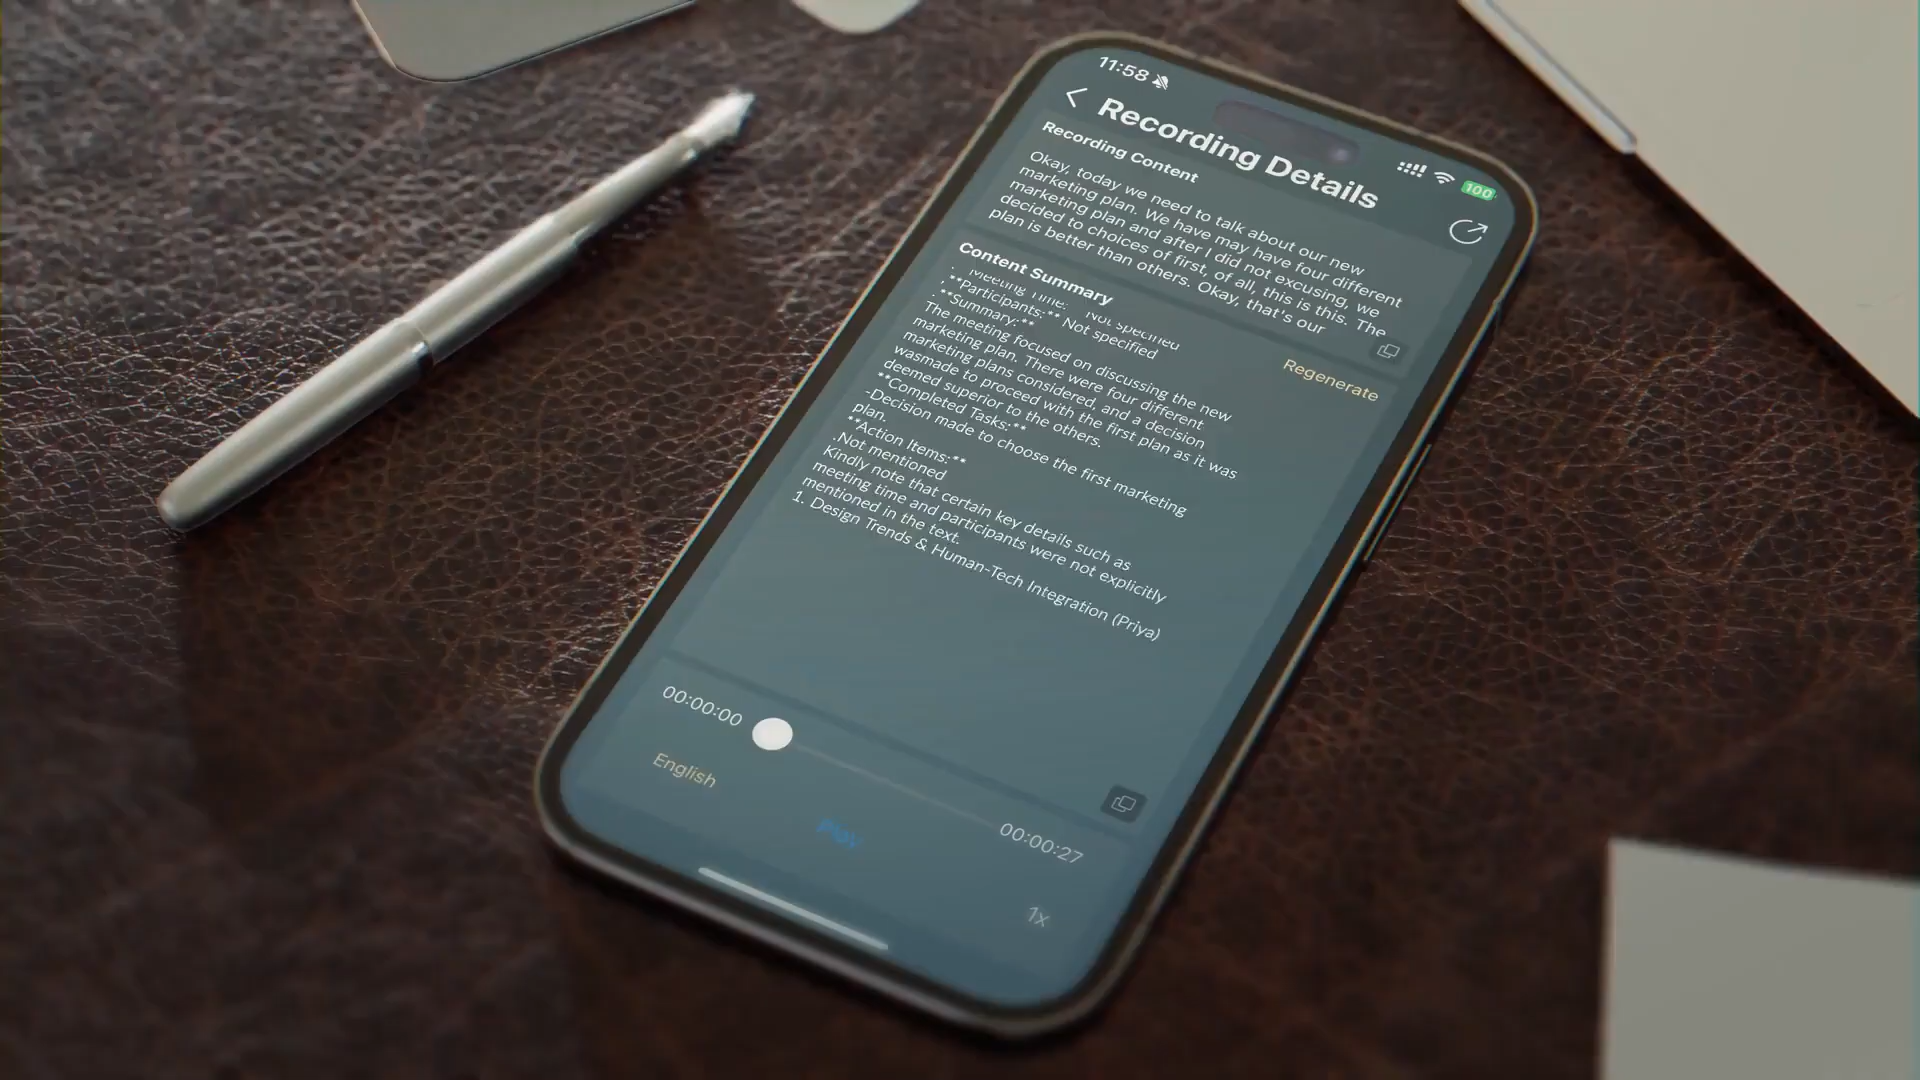 11:58
100
Recording Details
Recording Content
Okay, today we need to talk about our new
marketing plan. We have may have four different
marketing plan and after I did not excusing, we
decided to choices of first, of all, this is this. The
plan is better than others. Okay, that's our
Content Summary
Regenerate
. Meeting Time: Not specified
. **Participants:** Not specified
. **Summary:**
The meeting focused on discussing the new
marketing plan. There were four different
marketing plans considered, and a decision
wasmade to proceed with the first plan as it was
deemed superior to the others.
**Completed Tasks:**
-Decision made to choose the first marketing
plan.
**Action Items:**
.Not mentioned
Kindly note that certain key details such as
meeting time and participants were not explicitly
mentioned in the text.
1. Design Trends & Human-Tech Integration (Priya)
00:00:00
00:00:27
English
Play
1x